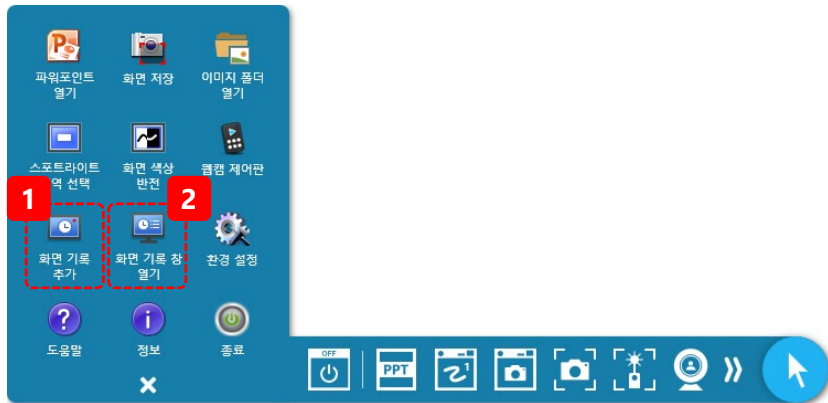 파워포인트
열기
화면 저장
이미지 폴더
열기
스포트라이트
역 선택
화면 색상
반전
웹캠 제어판
1
2
화면 기록
추가
화면 기록 창
열기
환경 설정
?
도움말
i
정보
종료
OFF
PPT